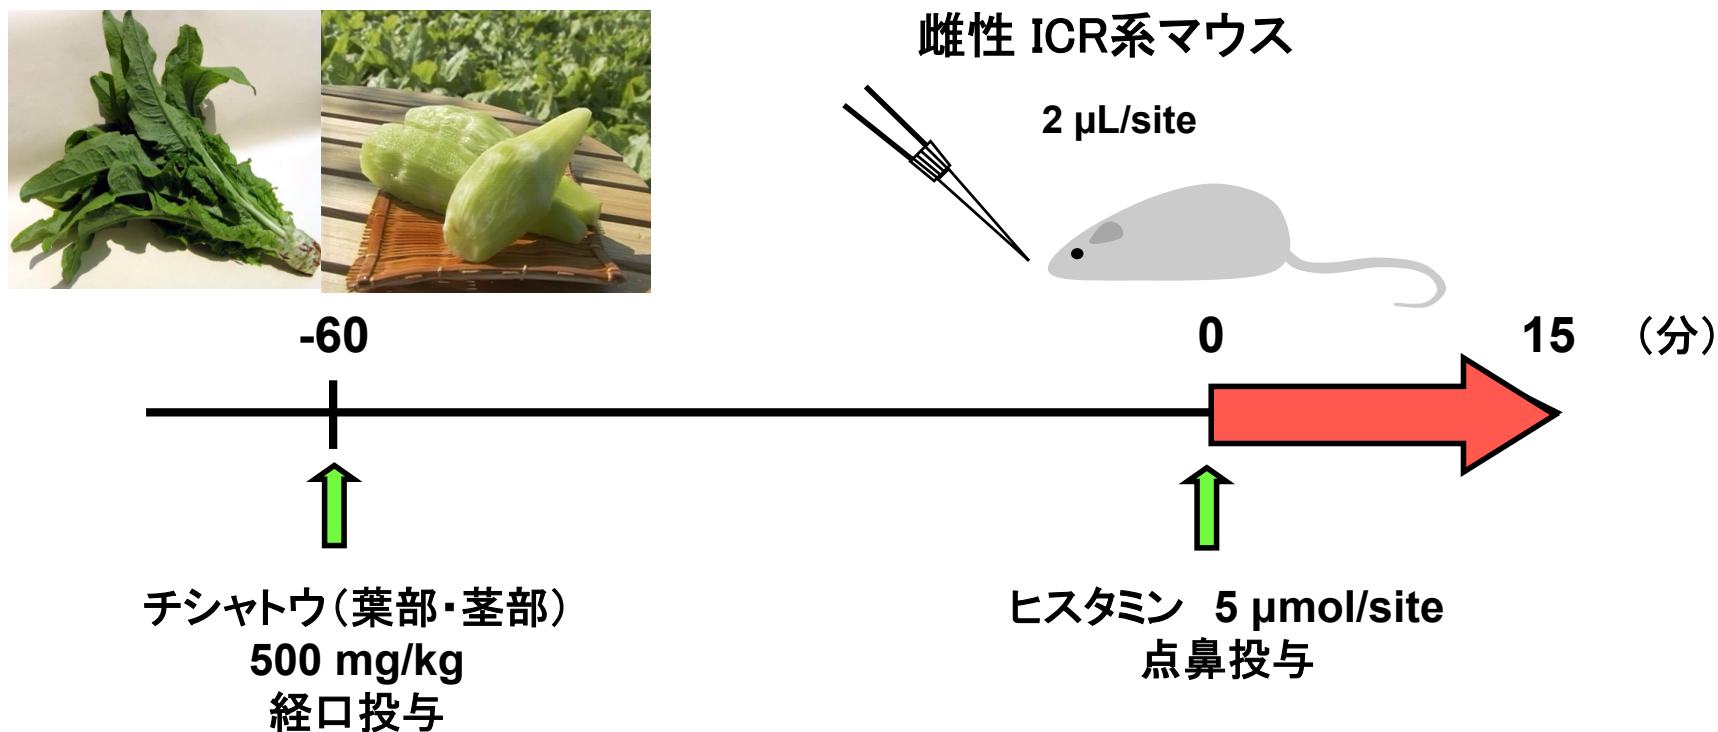 雌性 ICR系マウス
2 μL/site
-60
0
15
（分）
チシャトウ（葉部・茎部）
500 mg/kg
経口投与
ヒスタミン 5 μmol/site
点鼻投与